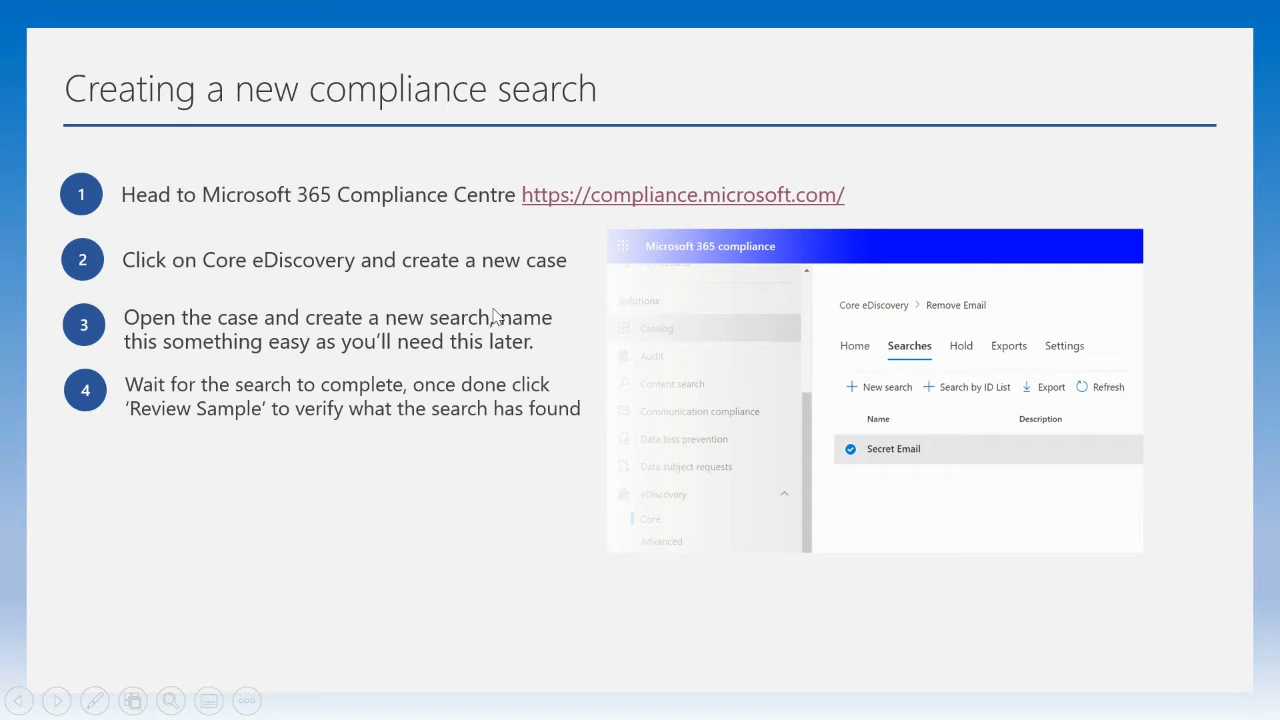 Creating a new compliance search
1
Head to Microsoft 365 Compliance Centre https://compliance.microsoft.com/
2
Click on Core eDiscovery and create a new case
3
Open the case and create a new search, name
this something easy as you'll need this later.
4
Wait for the search to complete, once done click
'Review Sample' to verify what the search has found
Microsoft 365 compliance
Solutions
Catalog
Audit
Content search
Communication compliance
Data loss prevention
Data subject requests
eDiscovery
Core
Advanced
Core eDiscovery > Remove Email
Home Searches Hold Exports Settings
+ New search + Search by ID List Export Refresh
Name Description
Secret Email